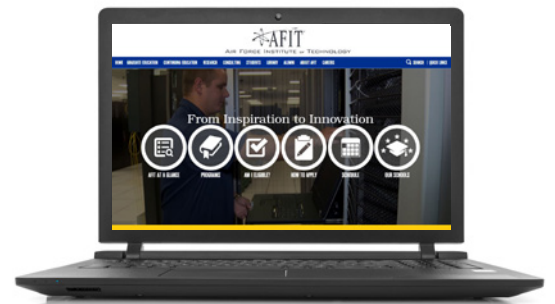 AFIT
AIR FORCE INSTITUTE of TECHNOLOGY
HOME GRADUATE EDUCATION CONTINUING EDUCATION RESEARCH CONSULTING STUDENTS ALUMNI ABOUT AFIT CAREERS SEARCH QUICK LINKS
From Inspiration to Innovation
AFIT AT A GLANCE PROGRAMS AM I ELIGIBLE? HOW TO APPLY SCHEDULE OUR SCHOOLS